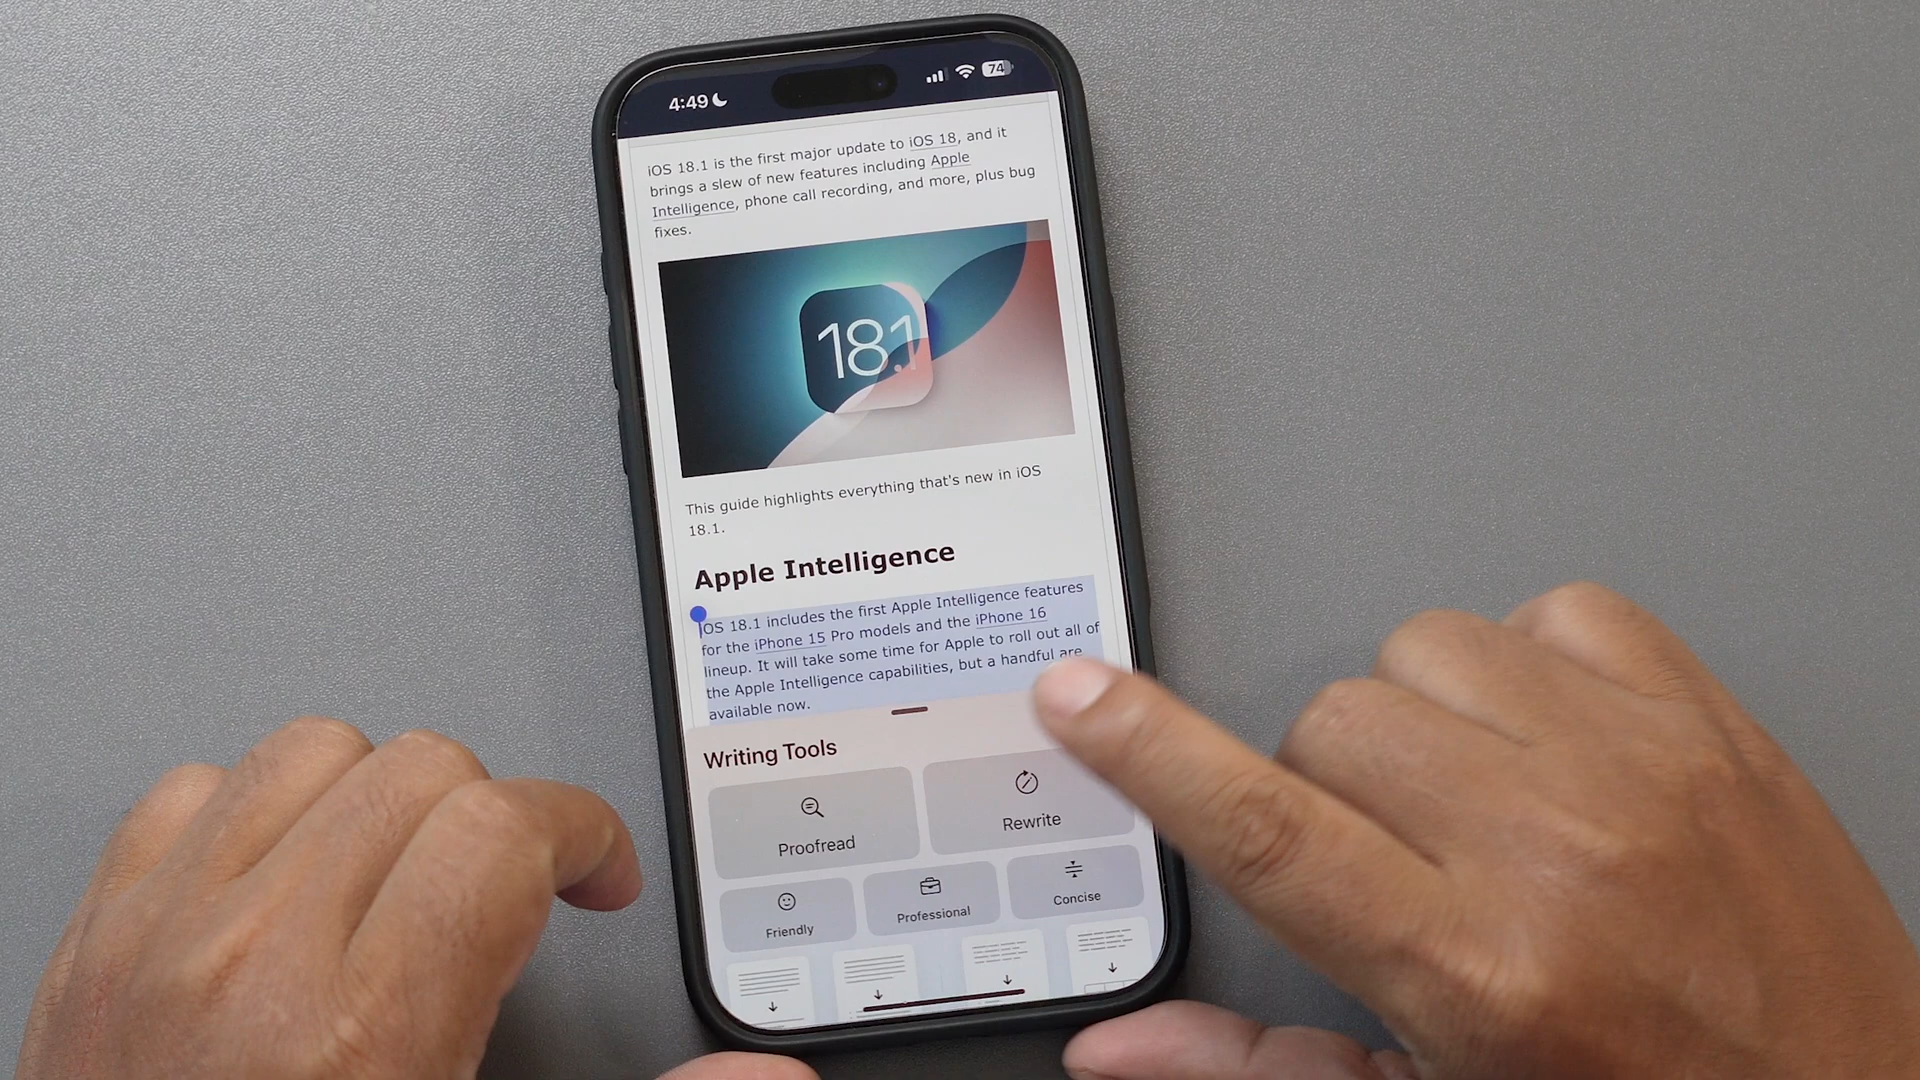 4:49
74
iOS 18.1 is the first major update to iOS 18, and it
brings a slew of new features including Apple
Intelligence, phone call recording, and more, plus bug
fixes.
18.1
This guide highlights everything that's new in iOS
18.1.
Apple Intelligence
iOS 18.1 includes the first Apple Intelligence features
for the iPhone 15 Pro models and the iPhone 16
lineup. It will take some time for Apple to roll out all of
the Apple Intelligence capabilities, but a handful are
available now.
Writing Tools
Proofread
Rewrite
Friendly
Professional
Concise